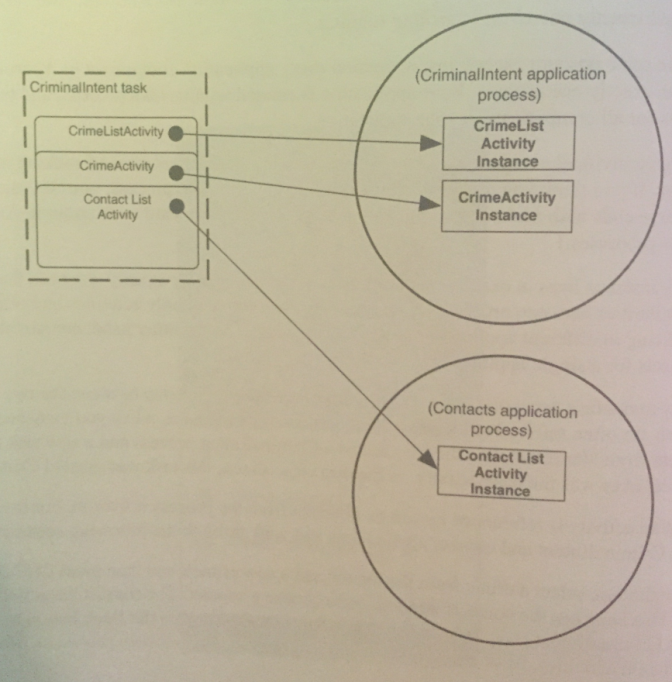 CriminalIntent task
CrimeListActivity
CrimeActivity
Contact List
Activity
(CriminalIntent application
process)
CrimeList
Activity
Instance
CrimeActivity
Instance
(Contacts application
process)
Contact List
Activity
Instance